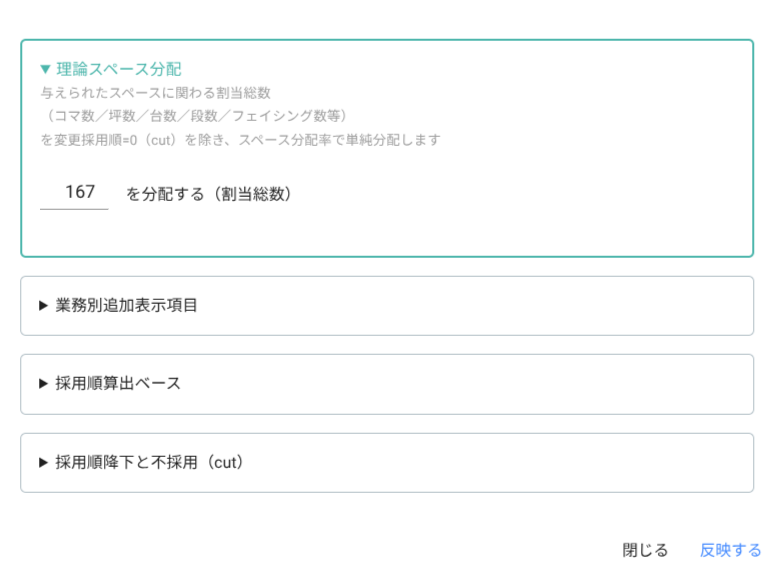 ▼ 理論スペース分配
与えられたスペースに関わる割当総数
（コマ数／坪数／台数／段数／フェイシング数等）
を変更採用順=0（cut）を除き、スペース分配率で単純分配します
167 を分配する（割当総数）
▶ 業務別追加表示項目
▶ 採用順算出ベース
▶ 採用順降下と不採用（cut）
閉じる 反映する